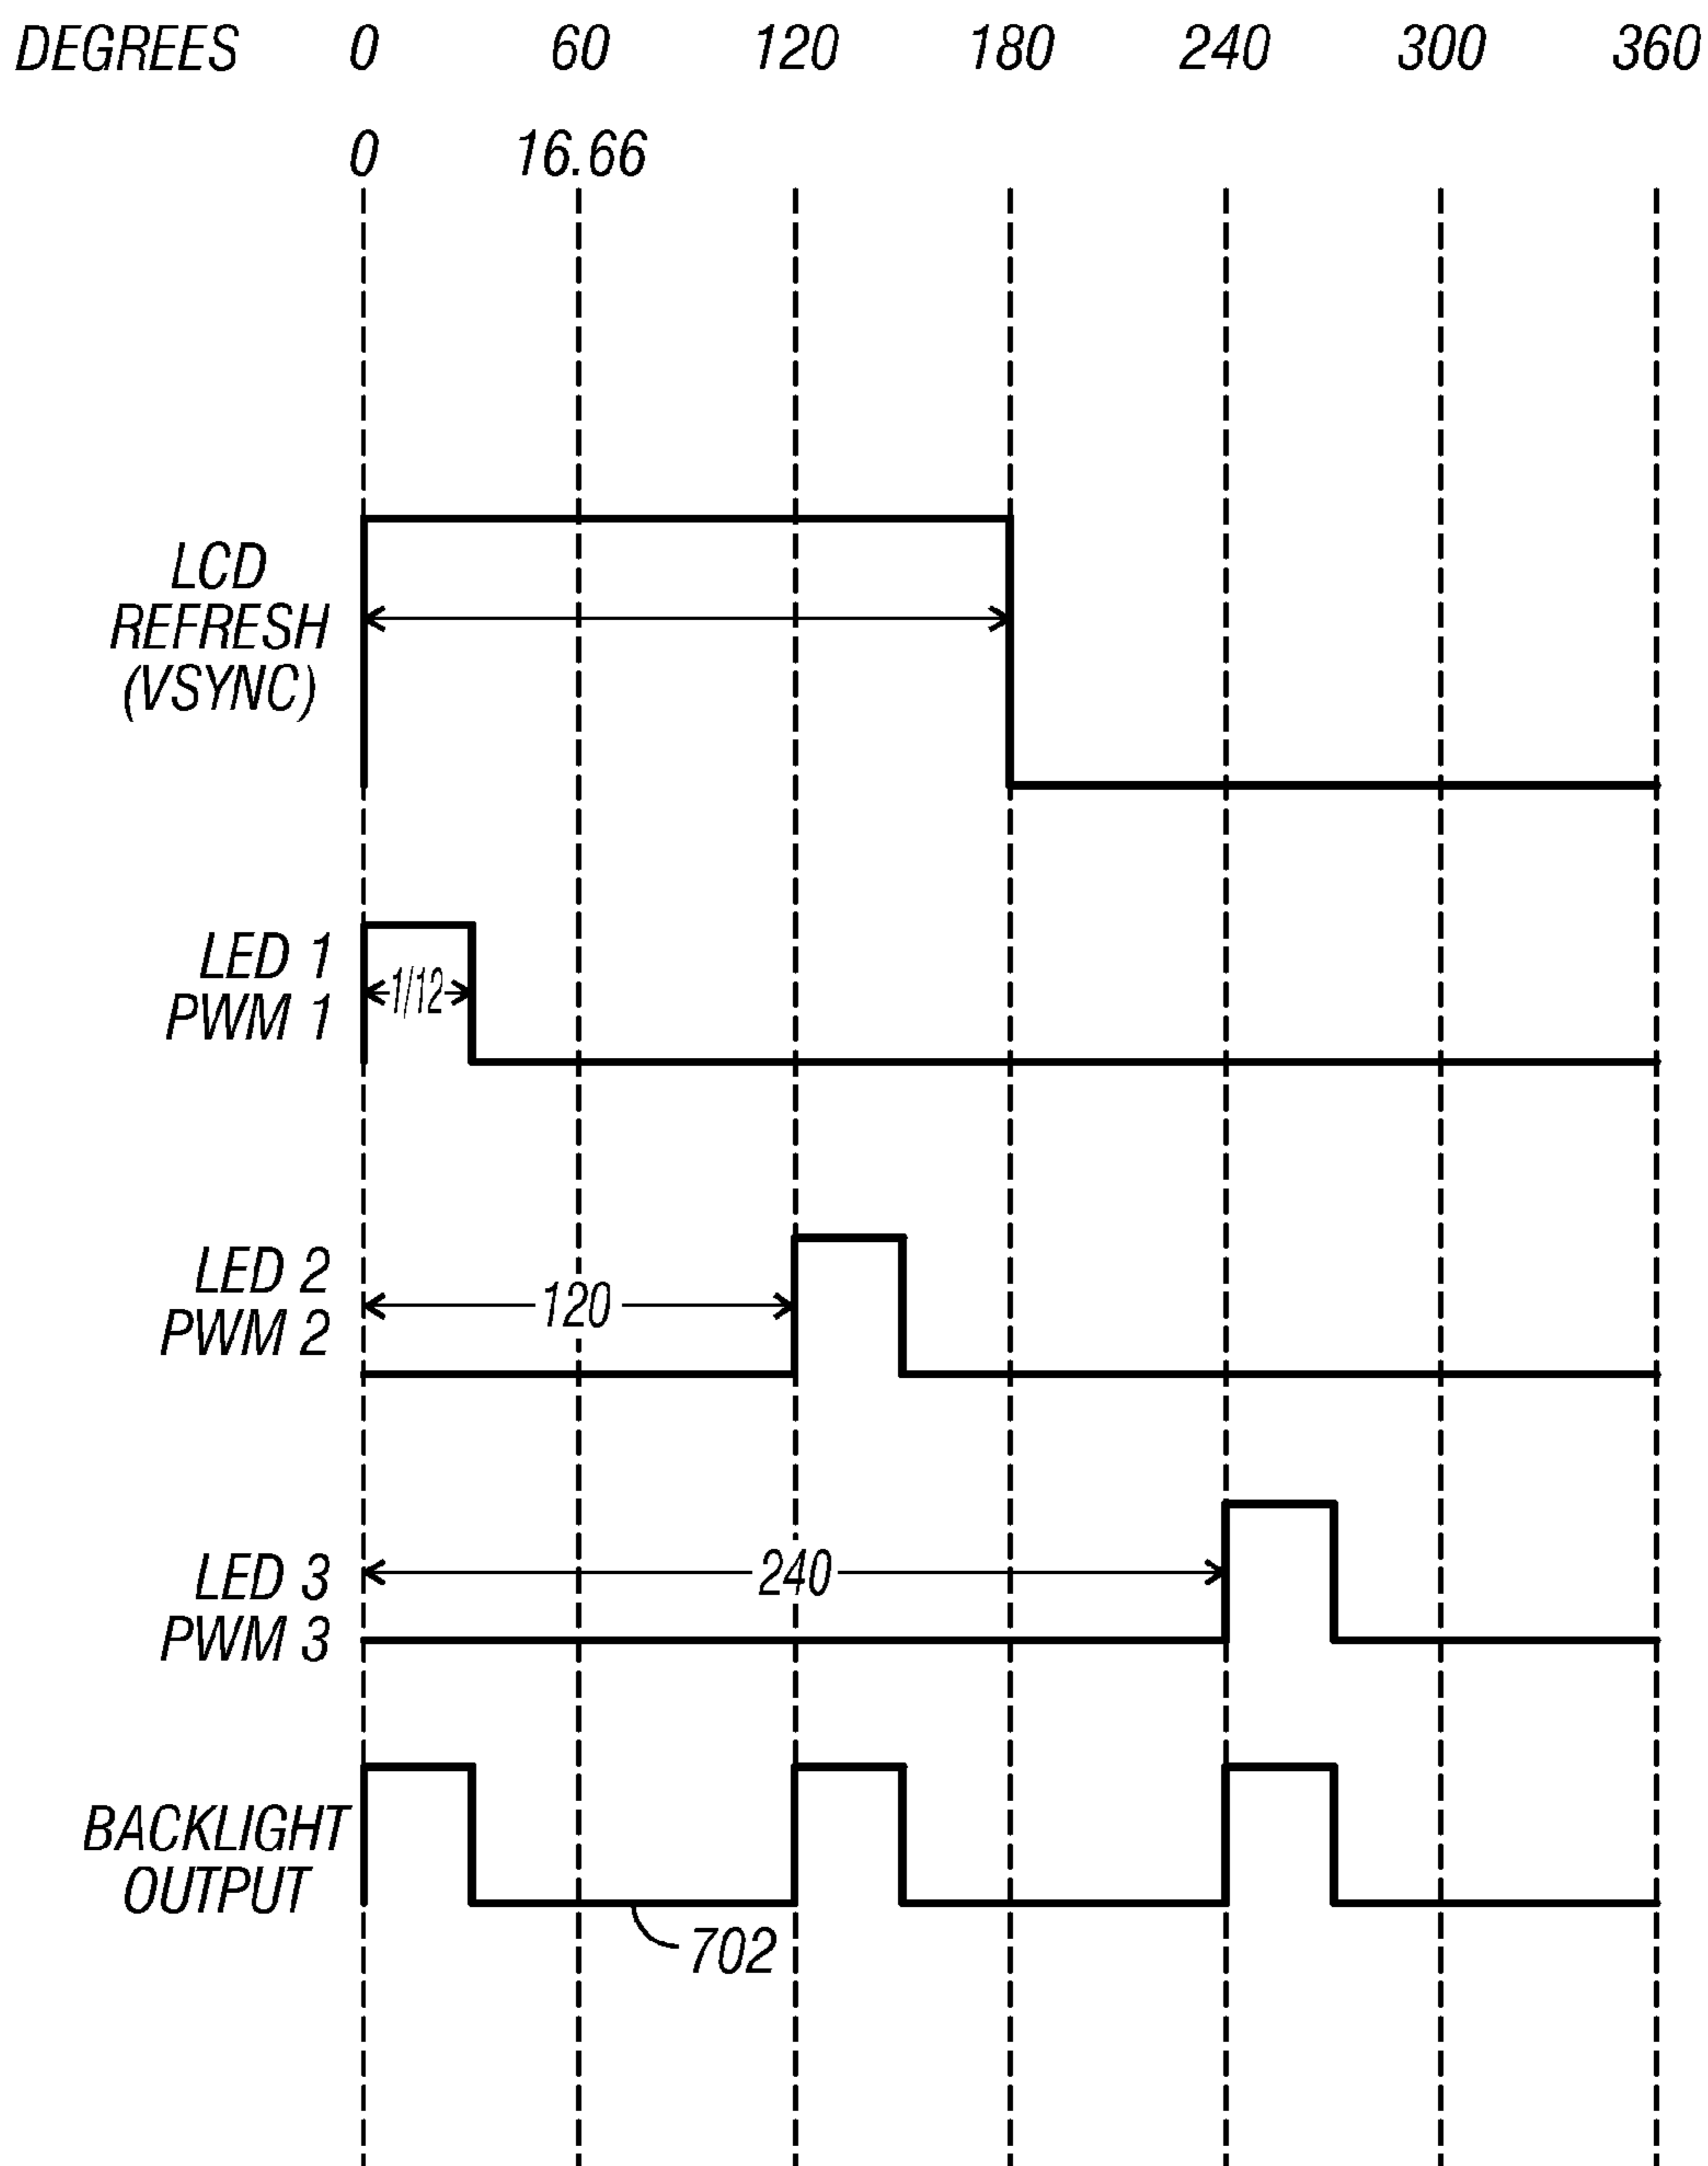 DEGREES 0 60 120 180 240 300 360
0 16.66
LCD
REFRESH
(VSYNC)
LED 1
PWM 1
1/12
LED 2
PWM 2
120
LED 3
PWM 3
240
BACKLIGHT
OUTPUT
702